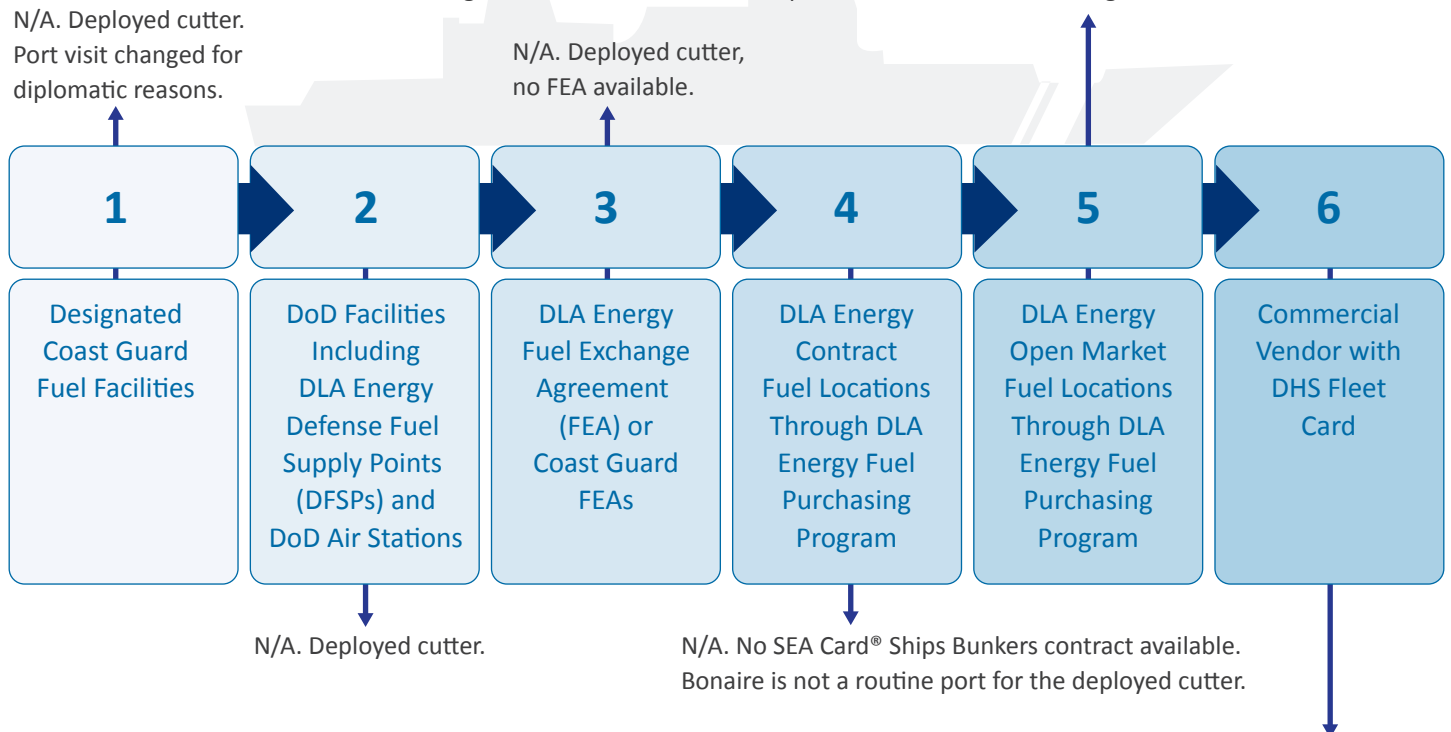 N/A. Deployed cutter.
Port visit changed for
diplomatic reasons.
N/A. Deployed cutter,
no FEA available.
1
2
3
4
5
6
Designated
Coast Guard
Fuel Facilities
DoD Facilities
Including
DLA Energy
Defense Fuel
Supply Points
(DFSPs) and
DoD Air Stations
DLA Energy
Fuel Exchange
Agreement
(FEA) or
Coast Guard
FEAs
DLA Energy
Contract
Fuel Locations
Through DLA
Energy Fuel
Purchasing
Program
DLA Energy
Open Market
Fuel Locations
Through DLA
Energy Fuel
Purchasing
Program
Commercial
Vendor with
DHS Fleet
Card
N/A. Deployed cutter.
N/A. No SEA Card® Ships Bunkers contract available.
Bonaire is not a routine port for the deployed cutter.